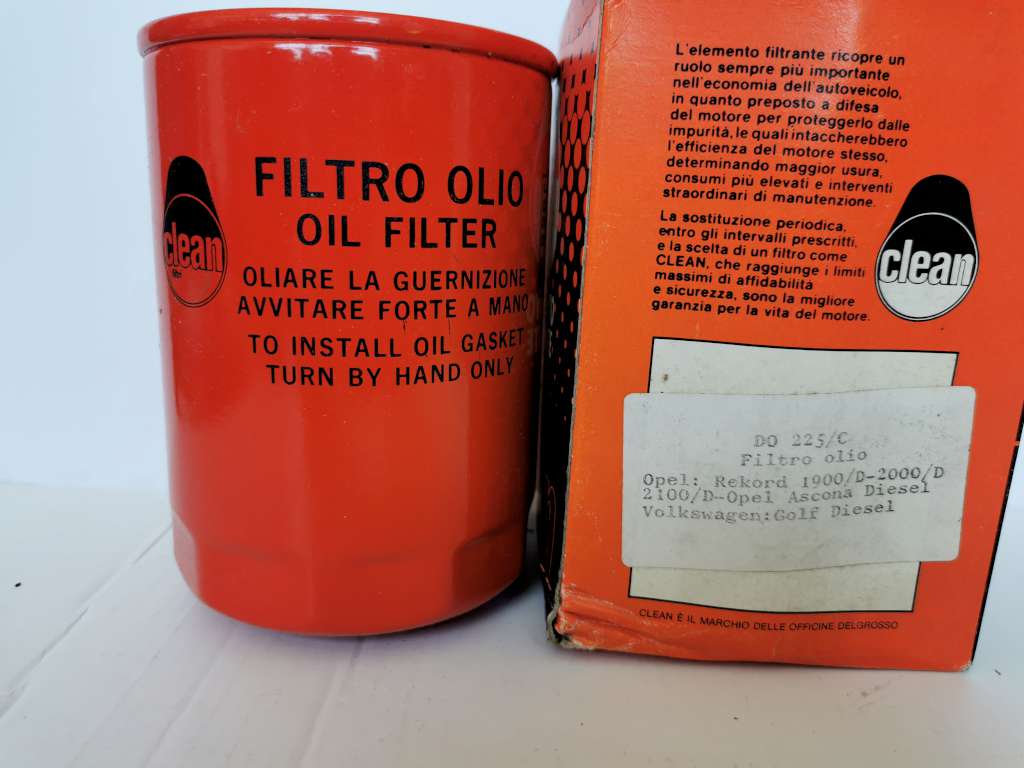 clean
filtri
FILTRO OLIO
OIL FILTER
OLIARE LA GUERNIZIONE
AVVITARE FORTE A MANO
TO INSTALL OIL GASKET
TURN BY HAND ONLY
L'elemento filtrante ricopre un
ruolo sempre più importante
nell'economia dell'autoveicolo,
in quanto preposto a difesa
del motore per proteggerlo dalle
impurità, le quali intaccherebbero
l'efficienza del motore stesso,
determinando maggior usura,
consumi più elevati e interventi
straordinari di manutenzione.
La sostituzione periodica,
entro gli intervalli prescritti,
e la scelta di un filtro come
CLEAN, che raggiunge i limiti
massimi di affidabilità
e sicurezza, sono la migliore
garanzia per la vita del motore.
clean
DO 225/C
Filtro olio
Opel: Rekord 1900/D-2000/D
2100/D-Opel Ascona Diesel
Volkswagen:Golf Diesel
CLEAN È IL MARCHIO DELLE OFFICINE DELGROSSO